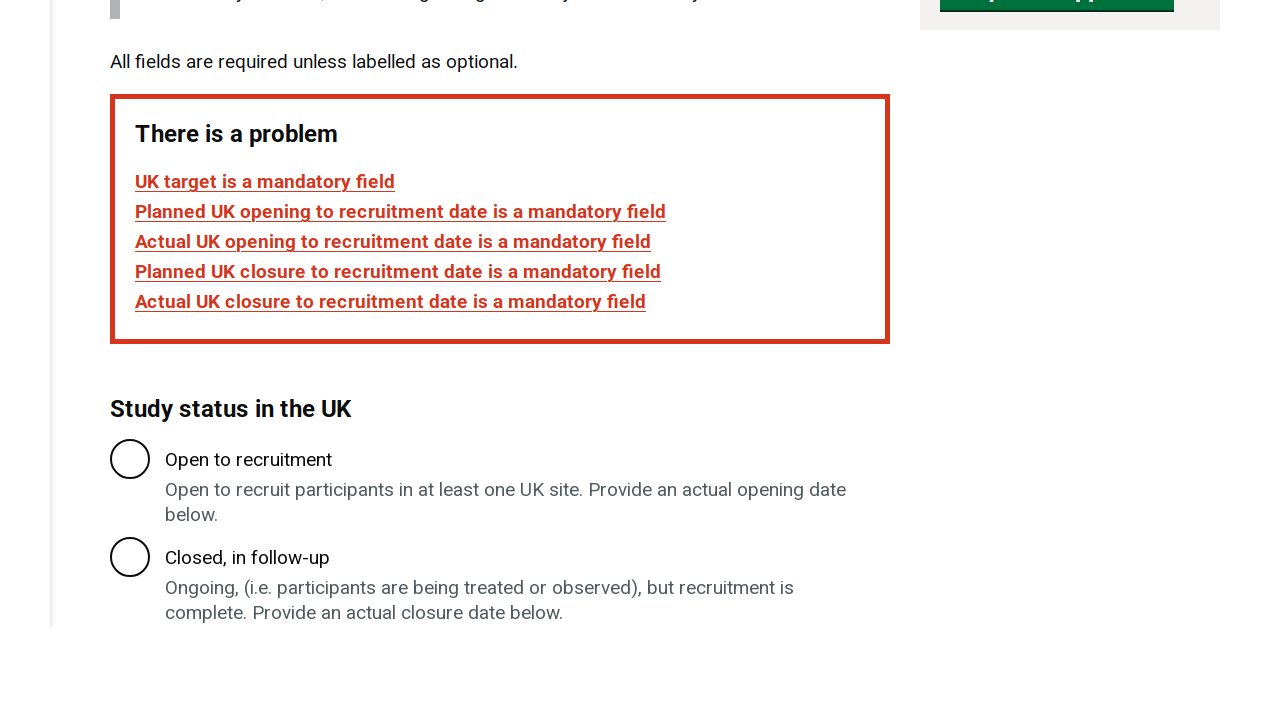 All fields are required unless labelled as optional.
There is a problem
UK target is a mandatory field
Planned UK opening to recruitment date is a mandatory field
Actual UK opening to recruitment date is a mandatory field
Planned UK closure to recruitment date is a mandatory field
Actual UK closure to recruitment date is a mandatory field
Study status in the UK
Open to recruitment
Open to recruit participants in at least one UK site. Provide an actual opening date
below.
Closed, in follow-up
Ongoing, (i.e. participants are being treated or observed), but recruitment is
complete. Provide an actual closure date below.